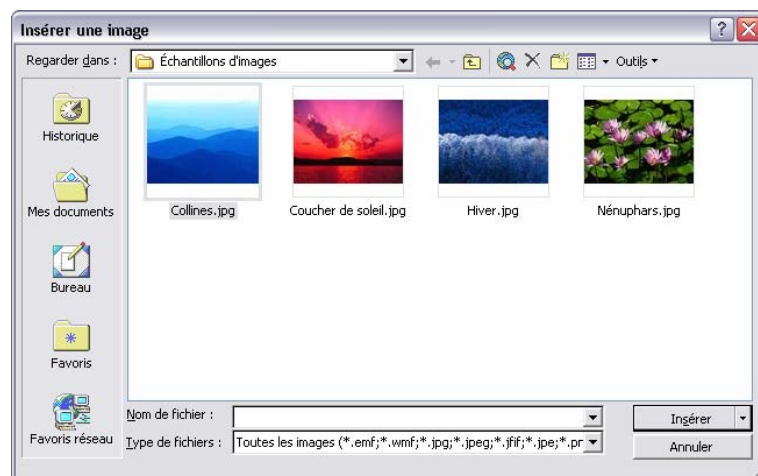 Insérer une image
Regarder dans :
Échantillons d'images
Outils
Historique
Mes documents
Bureau
Favoris
Favoris réseau
Collines.jpg
Coucher de soleil.jpg
Hiver.jpg
Nénuphars.jpg
Nom de fichier :
Insérer
Type de fichiers :
Toutes les images (*.emf;*.wmf;*.jpg;*.jpeg;*.jfif;*.jpe;*.pr
Annuler